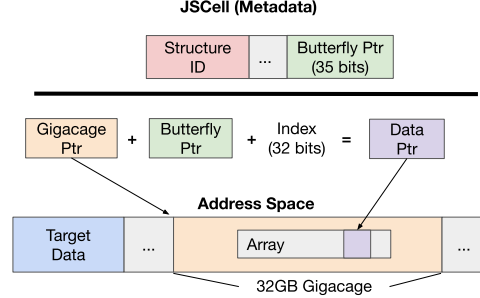 JSCell (Metadata)
Structure
ID
...
Butterfly Ptr
(35 bits)
Gigacage
Ptr
+
Butterfly
Ptr
+
Index
(32 bits)
=
Data
Ptr
Address Space
Target
Data
...
Array
...
32GB Gigacage